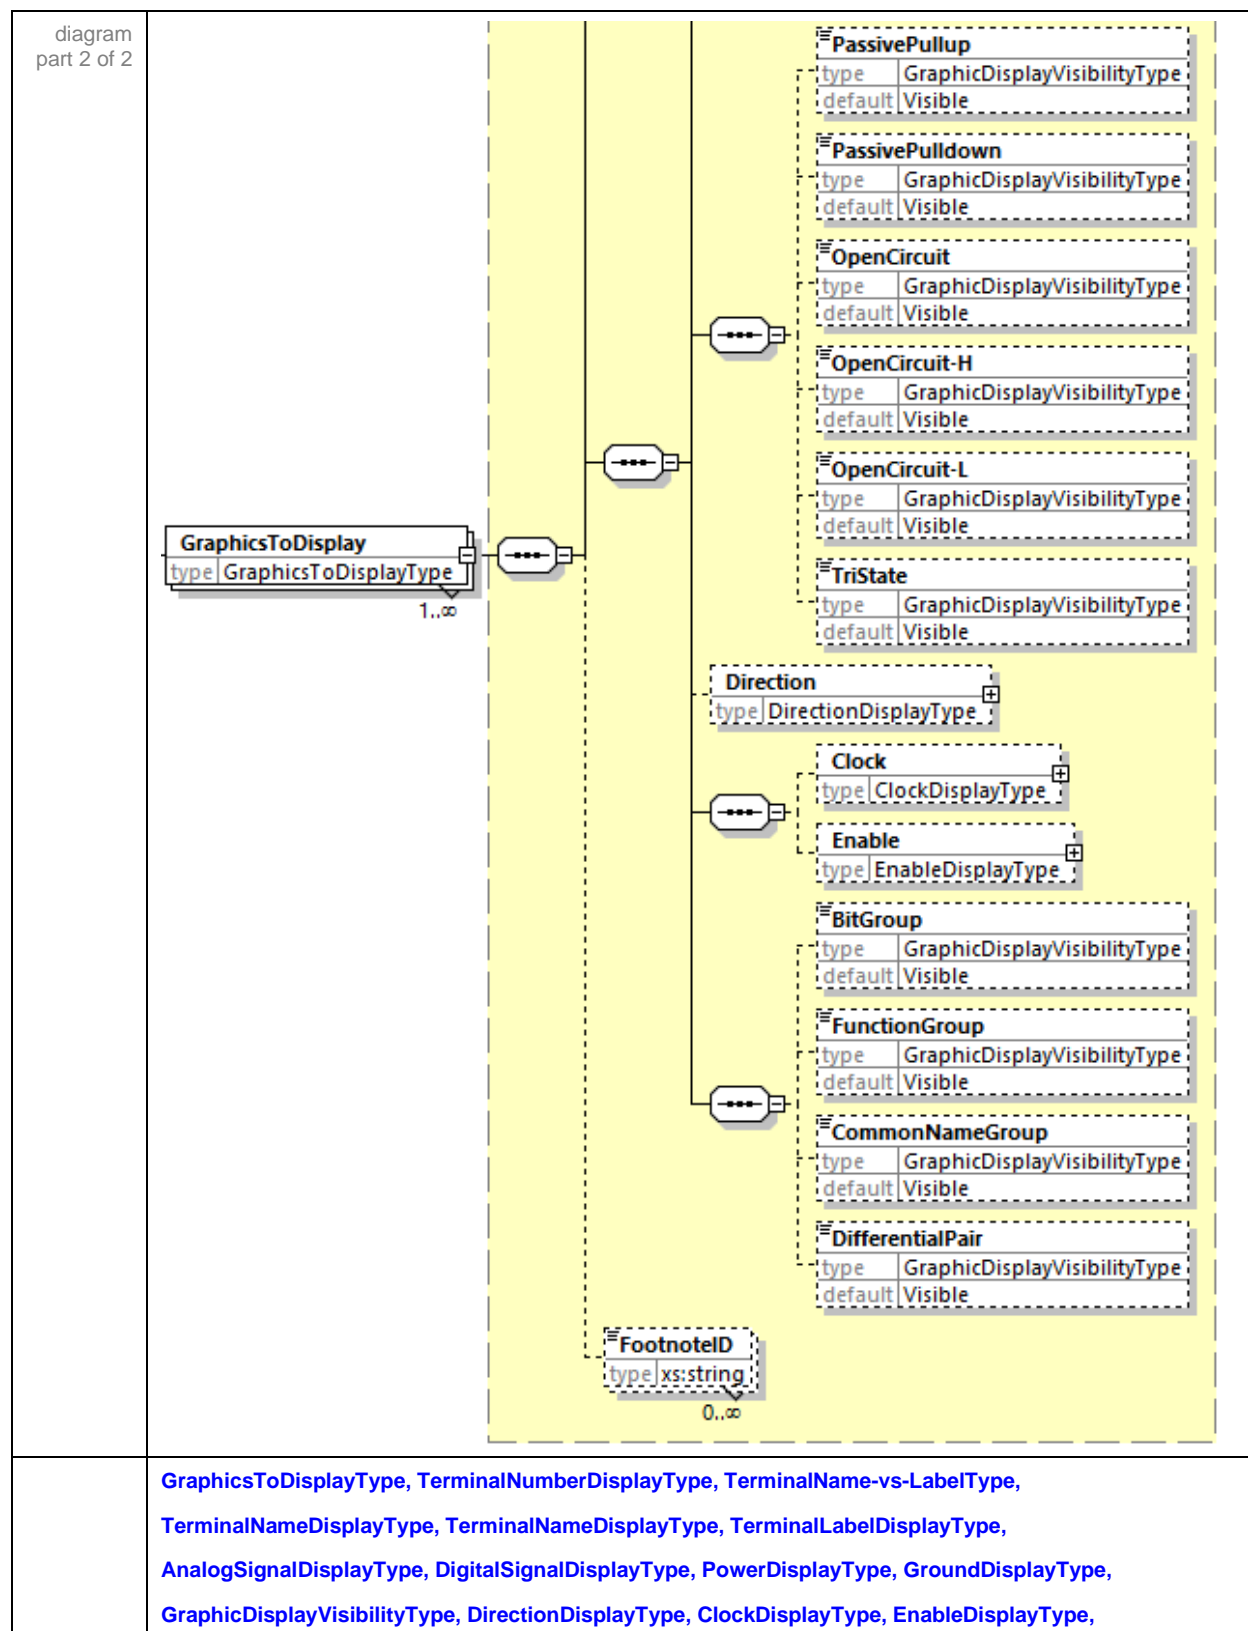 diagram
part 2 of 2
PassivePullup
type GraphicDisplayVisibilityType
default Visible
PassivePulldown
type GraphicDisplayVisibilityType
default Visible
OpenCircuit
type GraphicDisplayVisibilityType
default Visible
OpenCircuit-H
type GraphicDisplayVisibilityType
default Visible
OpenCircuit-L
type GraphicDisplayVisibilityType
default Visible
GraphicsToDisplay
type GraphicsToDisplayType
1..∞
TriState
type GraphicDisplayVisibilityType
default Visible
Direction
type DirectionDisplayType
Clock
type ClockDisplayType
Enable
type EnableDisplayType
BitGroup
type GraphicDisplayVisibilityType
default Visible
FunctionGroup
type GraphicDisplayVisibilityType
default Visible
CommonNameGroup
type GraphicDisplayVisibilityType
default Visible
DifferentialPair
type GraphicDisplayVisibilityType
default Visible
FootnoteID
type xs:string
0..∞
GraphicsToDisplayType, TerminalNumberDisplayType, TerminalName-vs-LabelType,
TerminalNameDisplayType, TerminalNameDisplayType, TerminalLabelDisplayType,
AnalogSignalDisplayType, DigitalSignalDisplayType, PowerDisplayType, GroundDisplayType,
GraphicDisplayVisibilityType, DirectionDisplayType, ClockDisplayType, EnableDisplayType,